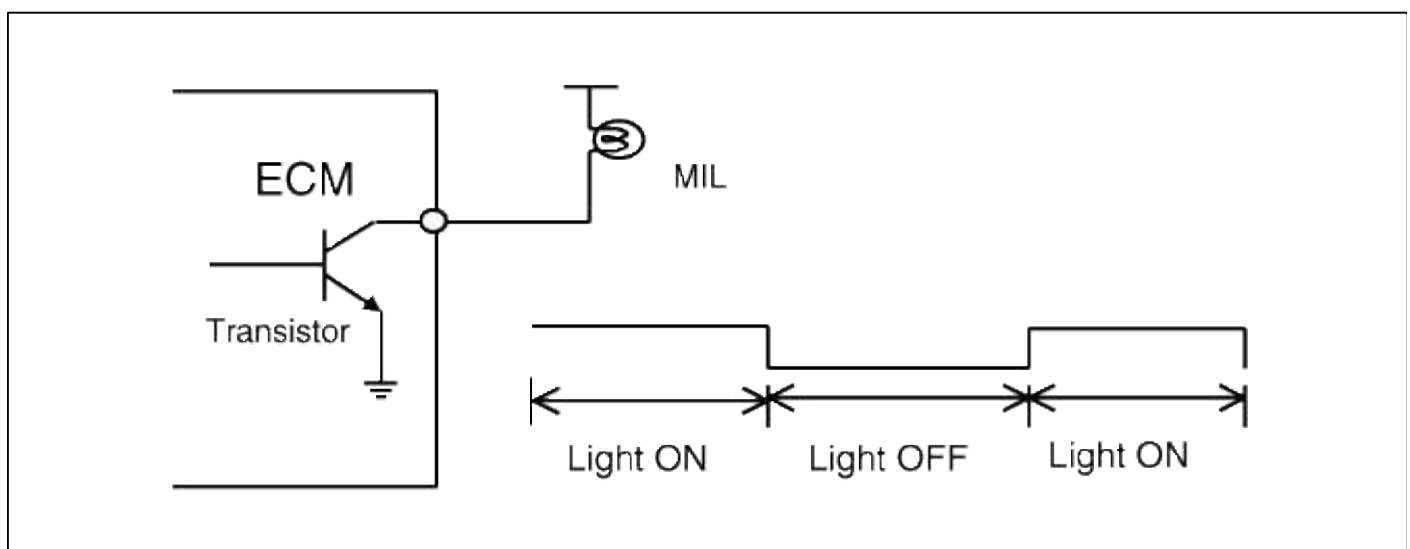 ECM
MIL
Transistor
Light ON
Light OFF
Light ON